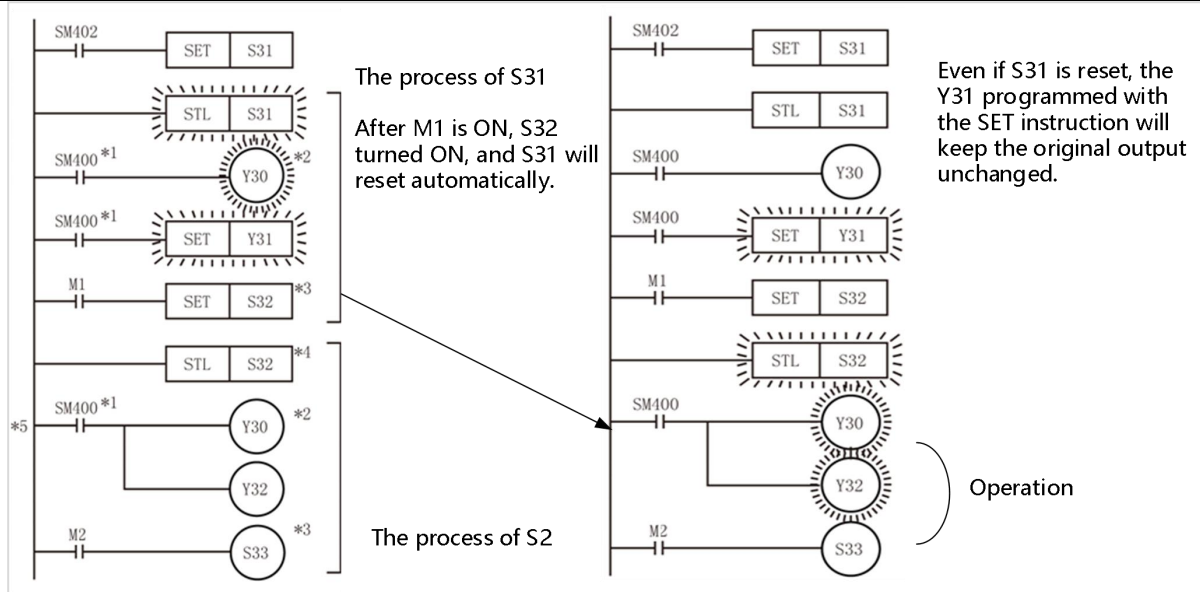 SM402
SET S31
The process of S31
STL S31
After M1 is ON, S32
turned ON, and S31 will
reset automatically.
SM400 *1
Y30 *2
SM400 *1
SET Y31
M1
SET S32 *3
STL S32 *4
SM400 *1
*5
Y30 *2
Y32
M2
S33 *3
The process of S2
SM402
SET S31
STL S31
SM400
Y30
SM400
SET Y31
M1
SET S32
STL S32
SM400
Y30
Y32
M2
S33
Even if S31 is reset, the
Y31 programmed with
the SET instruction will
keep the original output
unchanged.
Operation